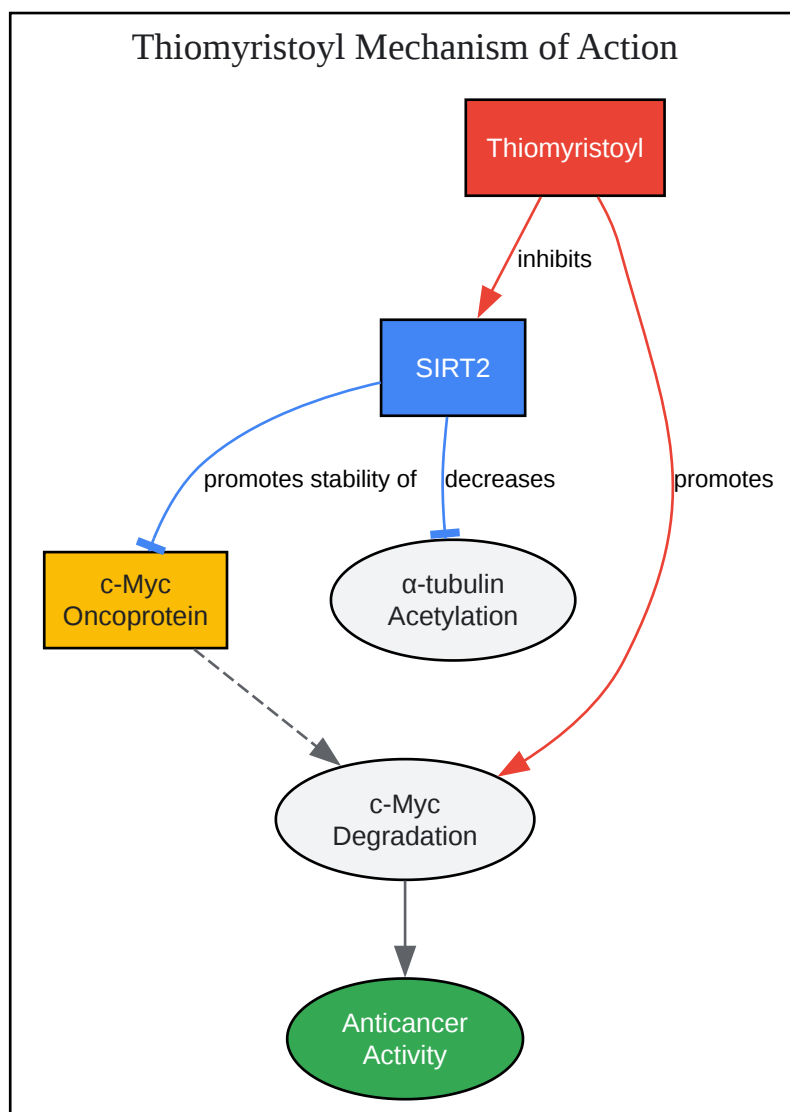 Thiomyristoyl Mechanism of Action
Thiomyristoyl
inhibits
SIRT2
promotes stability of
decreases
promotes
c-Myc
Oncoprotein
α-tubulin
Acetylation
c-Myc
Degradation
Anticancer
Activity